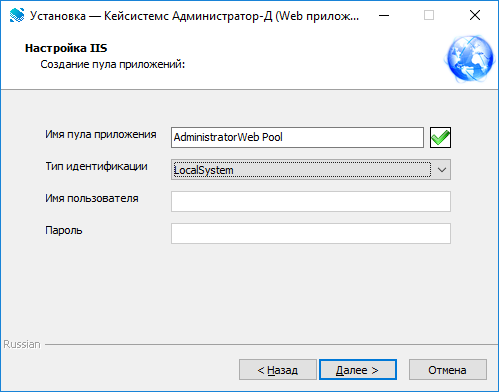 Установка — Кейсистемс Администратор-Д (Web прилож...
Настройка IIS
Создание пула приложений:
Имя пула приложения
AdministratorWeb Pool
Тип идентификации
LocalSystem
Имя пользователя
Пароль
Russian
< Назад
Далее >
Отмена